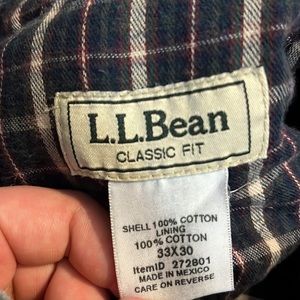 L.L.Bean
CLASSIC FIT
SHELL 100% COTTON
LINING
100% COTTON
33X30
ItemID 272801
MADE IN MEXICO
CARE ON REVERSE